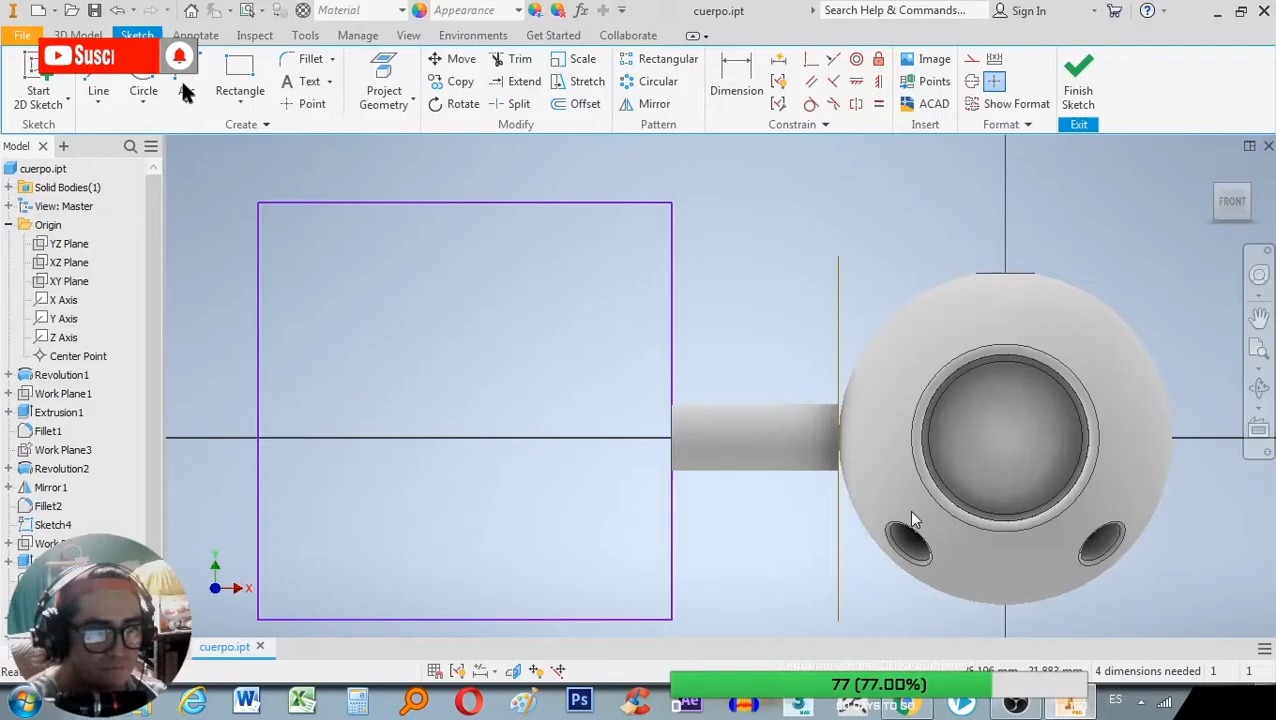 Material
Appearance
cuerpo.ipt
Search Help & Commands...
Sign In
File
3D Model
Sketch
Annotate
Inspect
Tools
Manage
View
Environments
Get Started
Collaborate
Susci
Start
2D Sketch
Line
Circle
Rectangle
Fillet
Text
Point
Project
Geometry
Move
Copy
Rotate
Trim
Extend
Split
Scale
Stretch
Offset
Rectangular
Circular
Mirror
Dimension
Image
Points
ACAD
Show Format
Finish
Sketch
Sketch
Create
Modify
Pattern
Constrain
Insert
Format
Exit
Model
cuerpo.ipt
Solid Bodies(1)
View: Master
Origin
YZ Plane
XZ Plane
XY Plane
X Axis
Y Axis
Z Axis
Center Point
Revolution1
Work Plane1
Extrusion1
Fillet1
Work Plane3
Revolution2
Mirror1
Fillet2
Sketch4
FRONT
Y
X
cuerpo.ipt
4 dimensions needed
1
1
77 (77.00%)
ES